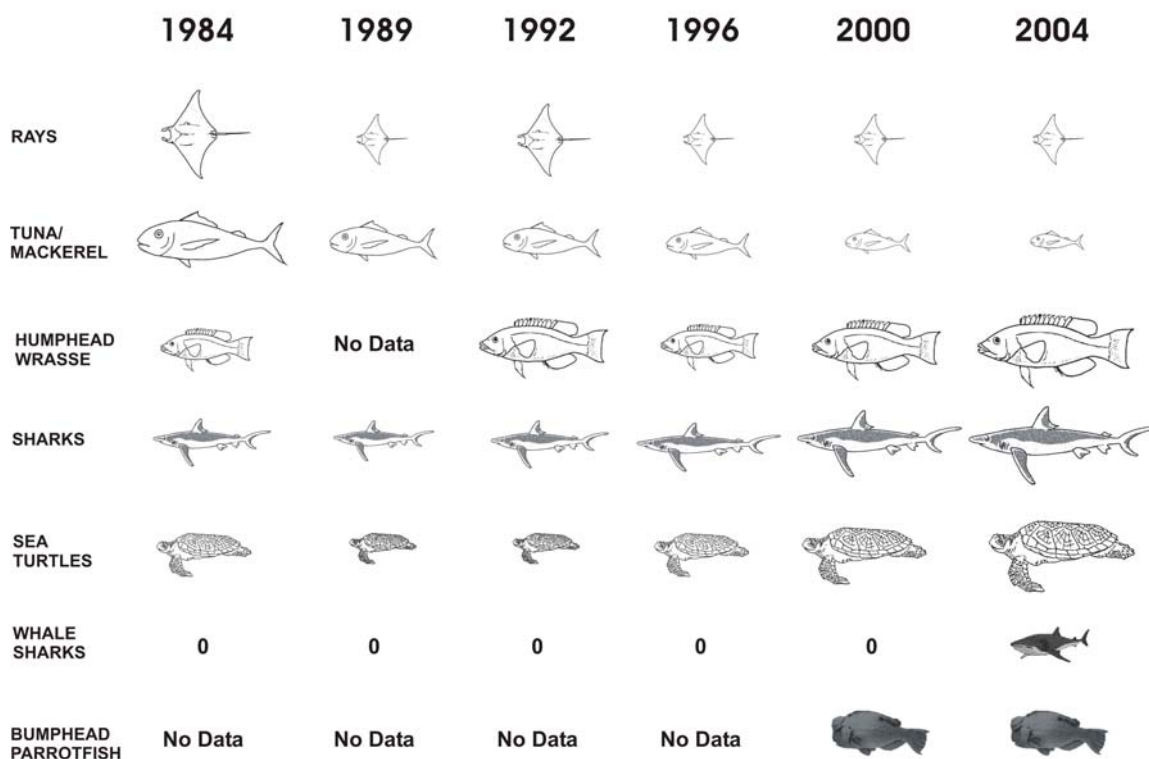 1984 1989 1992 1996 2000 2004
RAYS
TUNA/
MACKEREL
HUMPHEAD
WRASSE
No Data
SHARKS
SEA
TURTLES
WHALE
SHARKS
0 0 0 0 0
BUMPHEAD
PARROTFISH
No Data No Data No Data No Data